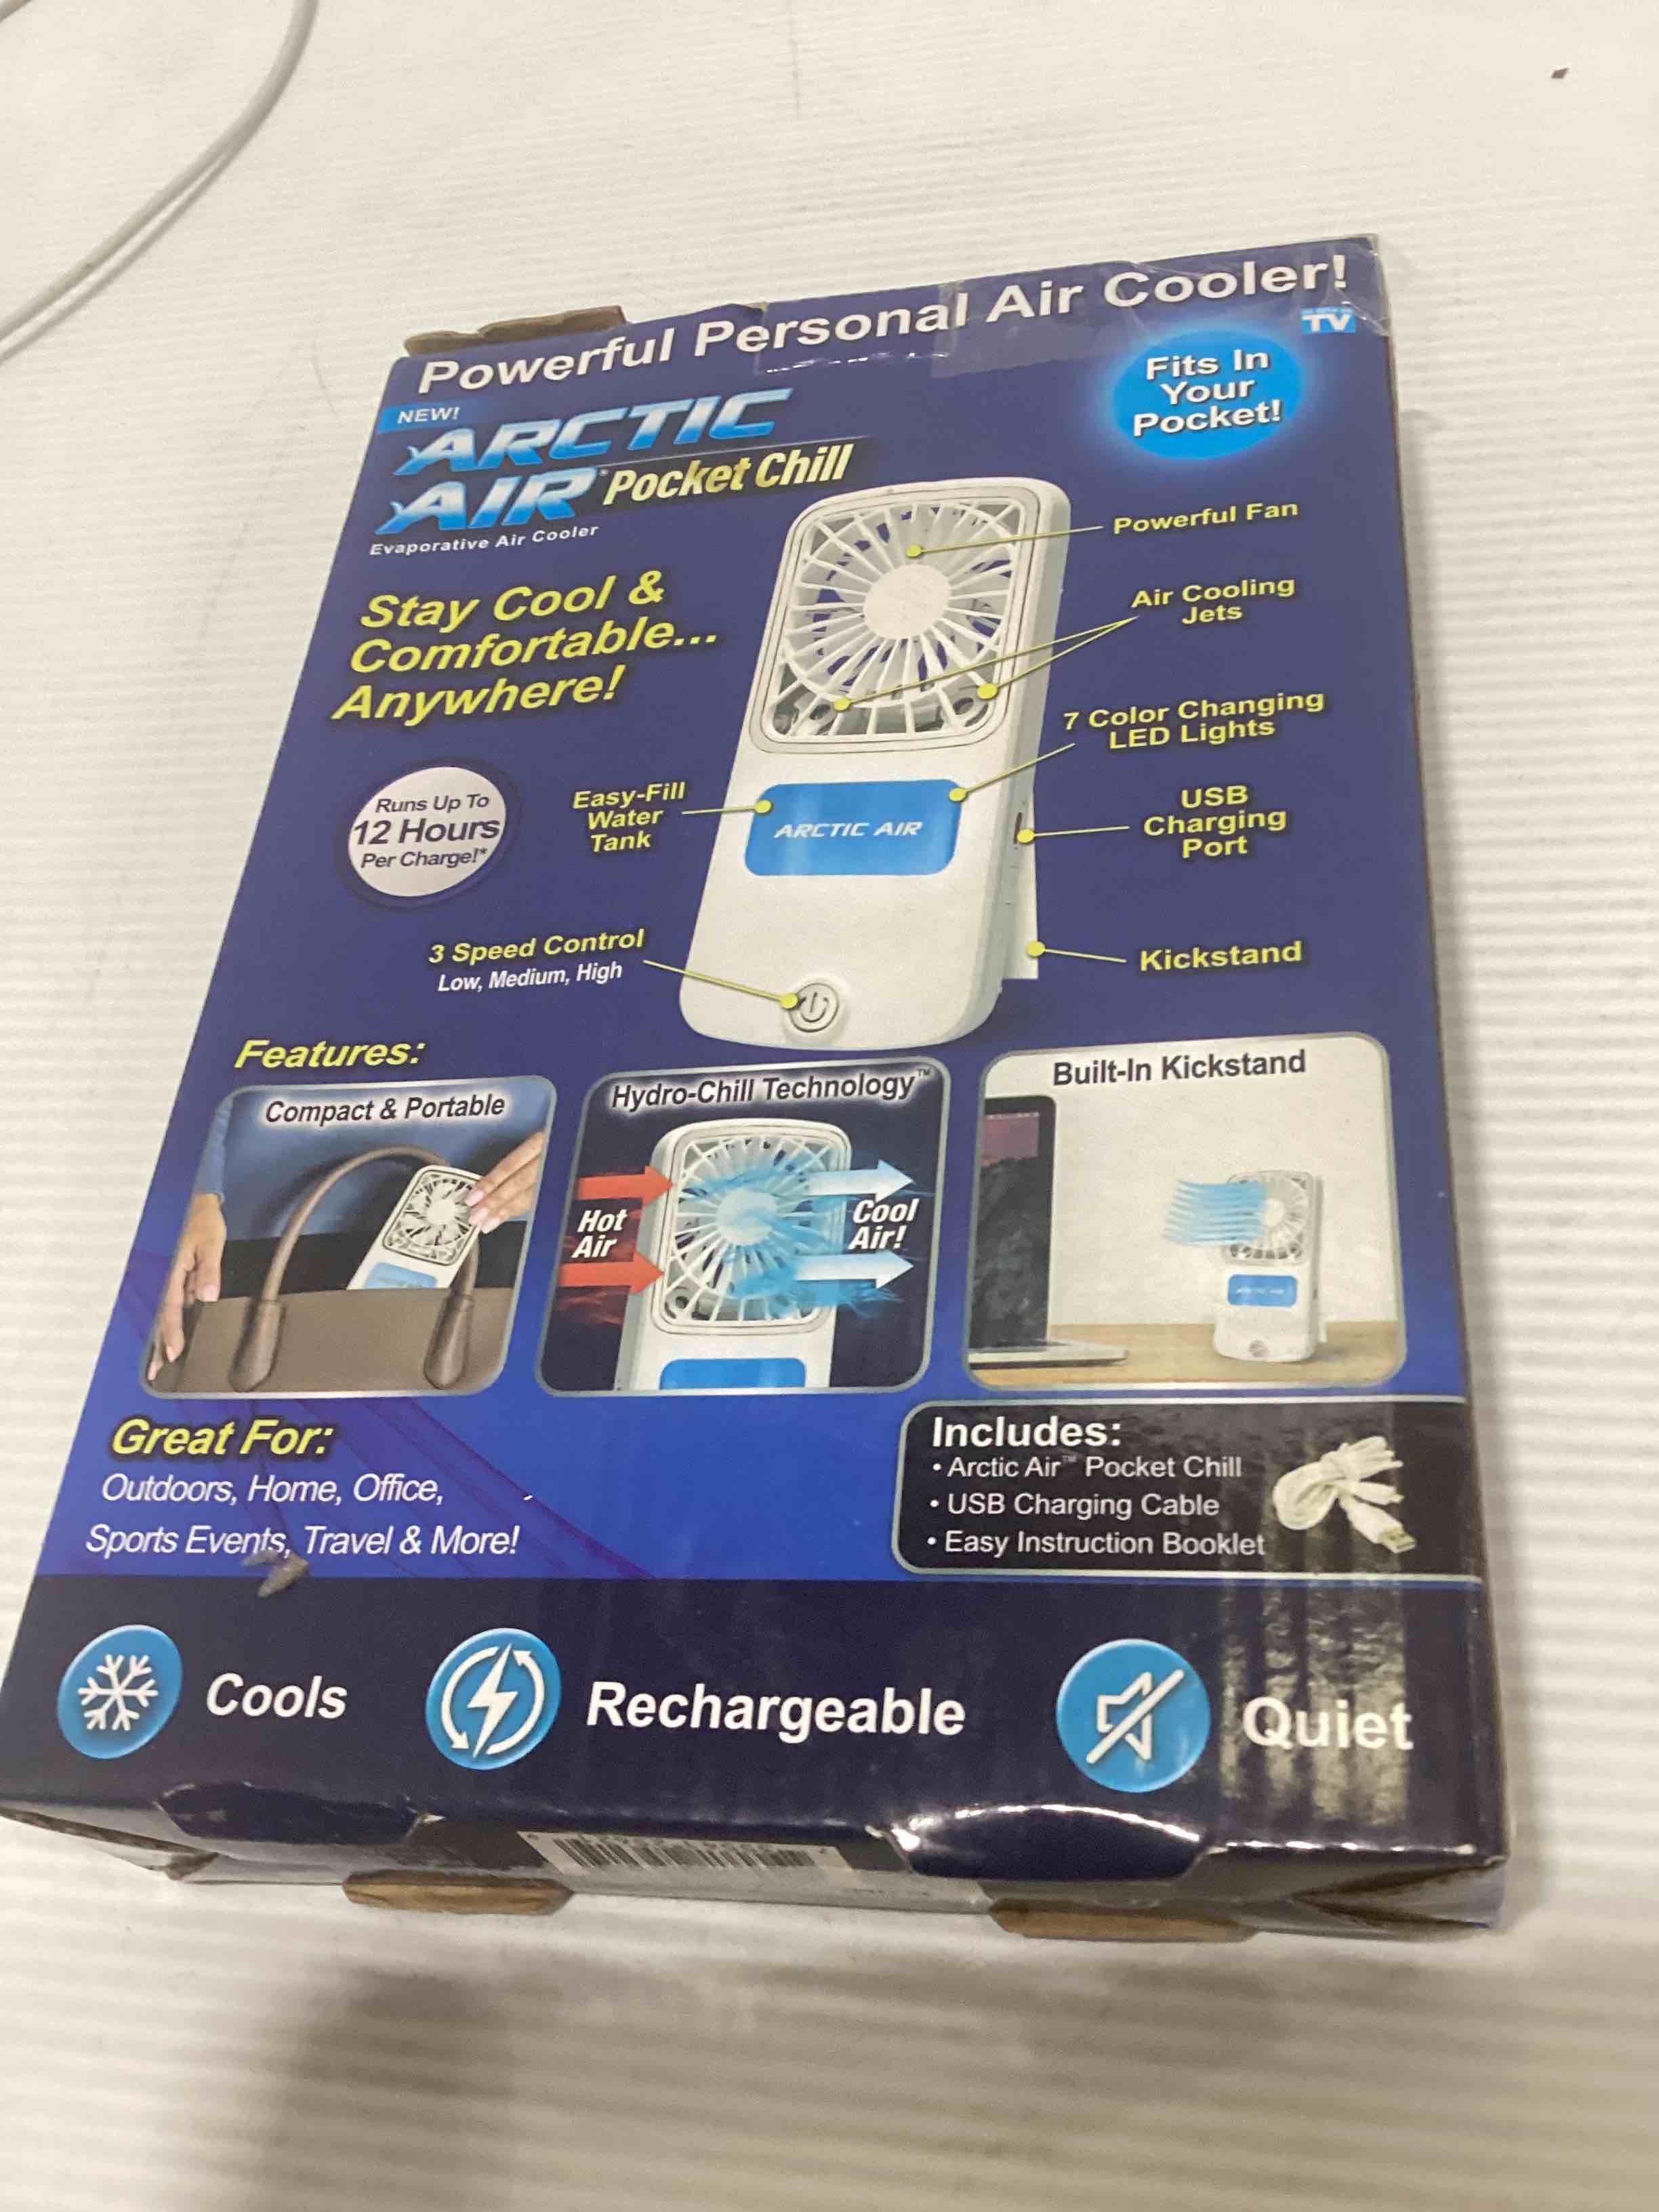 Powerful Personal Air Cooler!
TV
NEW!
ARCTIC
AIR® Pocket Chill
Evaporative Air Cooler
Fits In
Your
Pocket!
Stay Cool &
Comfortable...
Anywhere!
Powerful Fan
Air Cooling
Jets
7 Color Changing
LED Lights
Runs Up To
12 Hours
Per Charge!*
Easy-Fill
Water
Tank
ARCTIC AIR
USB
Charging
Port
3 Speed Control
Low, Medium, High
Kickstand
Features:
Compact & Portable
Hydro-Chill Technology™
Hot
Air
Cool
Air!
Built-In Kickstand
ARCTIC AIR
Great For:
Outdoors, Home, Office,
Sports Events, Travel & More!
Includes:
• Arctic Air™ Pocket Chill
• USB Charging Cable
• Easy Instruction Booklet
Cools
Rechargeable
Quiet